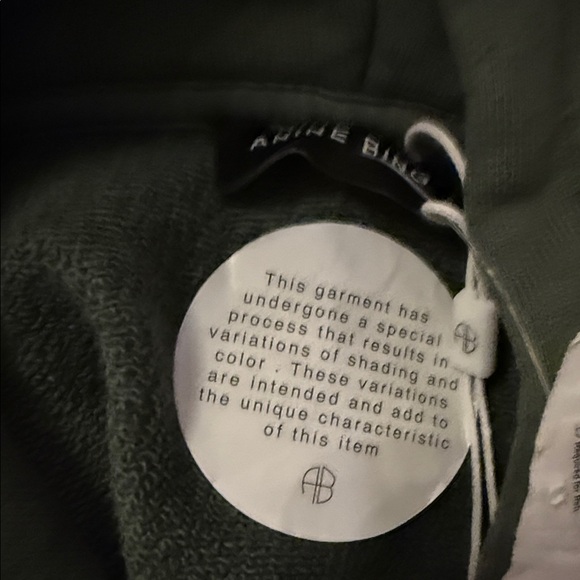 ANINE BING
This garment has
undergone a special
process that results in
variations of shading and
color . These variations
are intended and add to
the unique characteristic
of this item
AB
AB